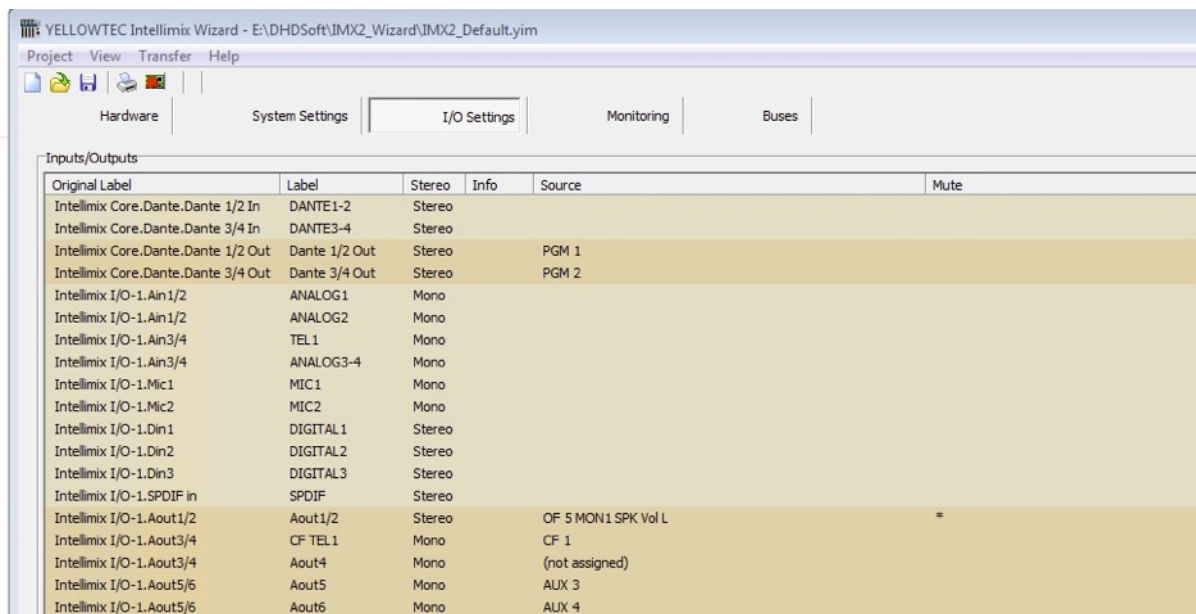 YELLOWTEC Intellimix Wizard - E:\DHDSoft\IMX2_Wizard\IMX2_Default.yim
Project View Transfer Help
Hardware System Settings I/O Settings Monitoring Buses
Inputs/Outputs
Original Label Label Stereo Info Source Mute
Intellimix Core.Dante.Dante 1/2 In DANTE1-2 Stereo
Intellimix Core.Dante.Dante 3/4 In DANTE3-4 Stereo
Intellimix Core.Dante.Dante 1/2 Out Dante 1/2 Out Stereo PGM 1
Intellimix Core.Dante.Dante 3/4 Out Dante 3/4 Out Stereo PGM 2
Intellimix I/O-1.Ain1/2 ANALOG1 Mono
Intellimix I/O-1.Ain1/2 ANALOG2 Mono
Intellimix I/O-1.Ain3/4 TEL1 Mono
Intellimix I/O-1.Ain3/4 ANALOG3-4 Mono
Intellimix I/O-1.Mic1 MIC1 Mono
Intellimix I/O-1.Mic2 MIC2 Mono
Intellimix I/O-1.Din1 DIGITAL1 Stereo
Intellimix I/O-1.Din2 DIGITAL2 Stereo
Intellimix I/O-1.Din3 DIGITAL3 Stereo
Intellimix I/O-1.SPDIF in SPDIF Stereo
Intellimix I/O-1.Aout1/2 Aout1/2 Stereo OF 5 MON1 SPK Vol L *
Intellimix I/O-1.Aout3/4 CF TEL1 Mono CF 1
Intellimix I/O-1.Aout3/4 Aout4 Mono (not assigned)
Intellimix I/O-1.Aout5/6 Aout5 Mono AUX 3
Intellimix I/O-1.Aout5/6 Aout6 Mono AUX 4